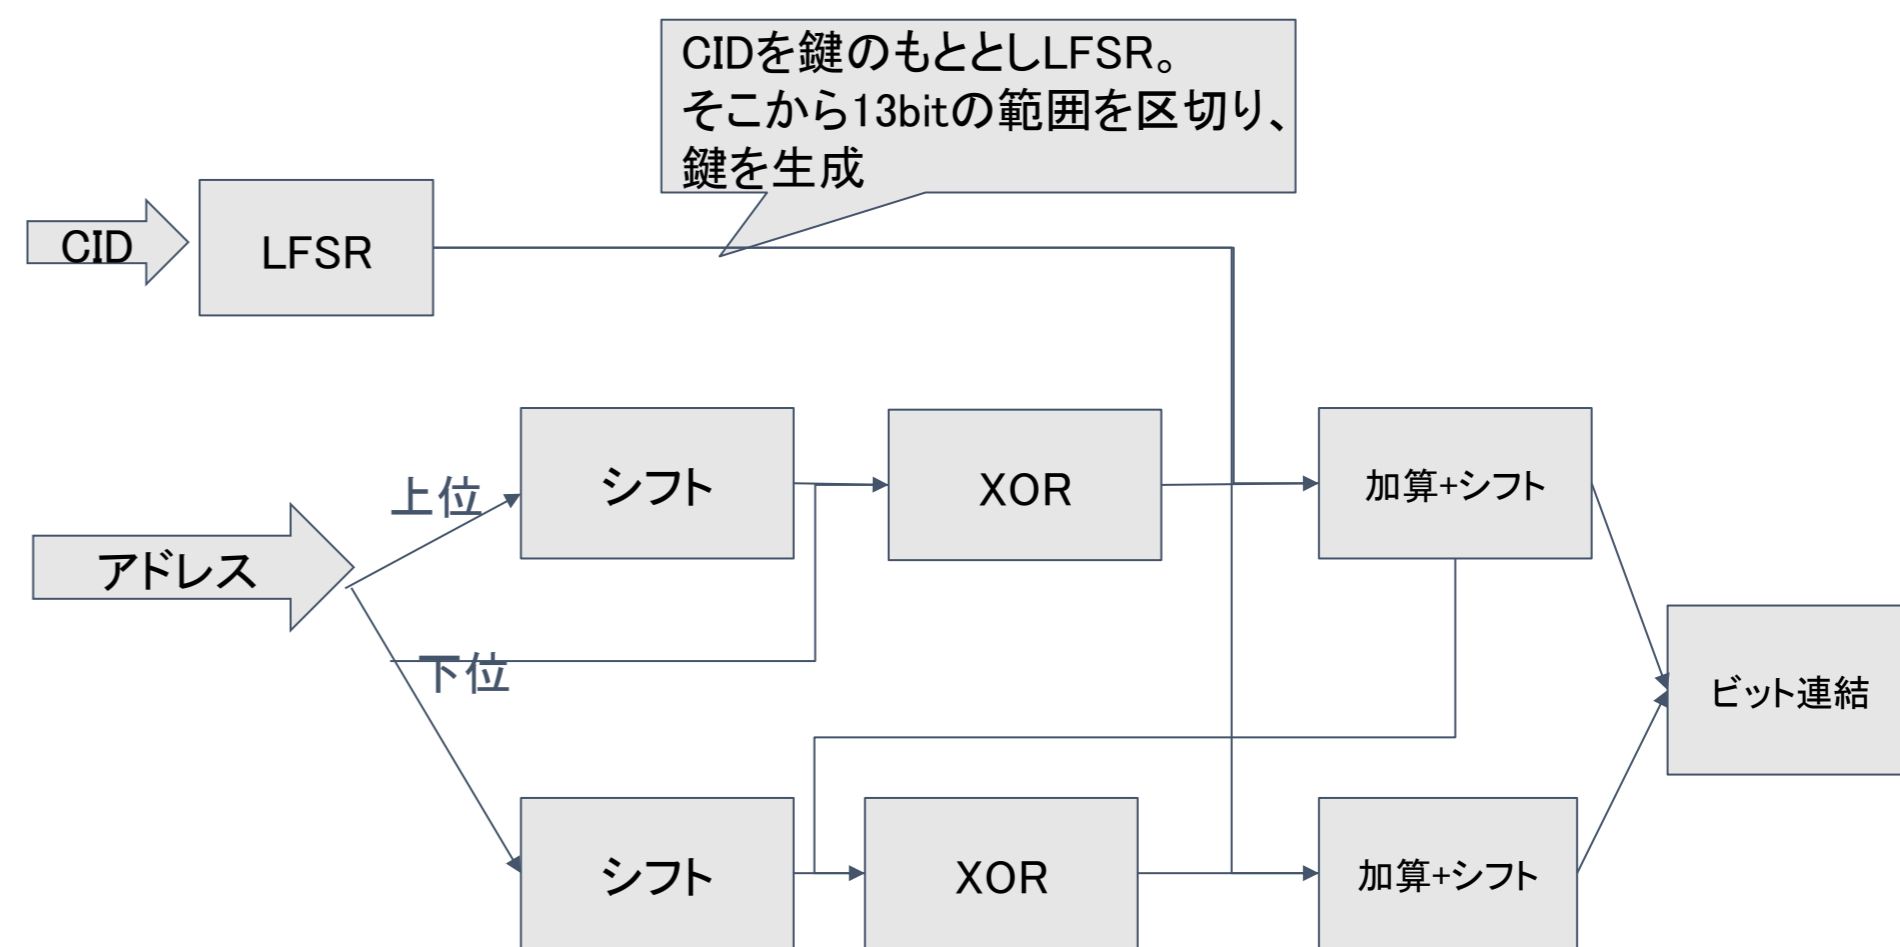 CIDを鍵のもととしLFSR。
そこから13bitの範囲を区切り、
鍵を生成
CID
LFSR
上位
シフト
XOR
加算+シフト
アドレス
下位
ビット連結
シフト
XOR
加算+シフト